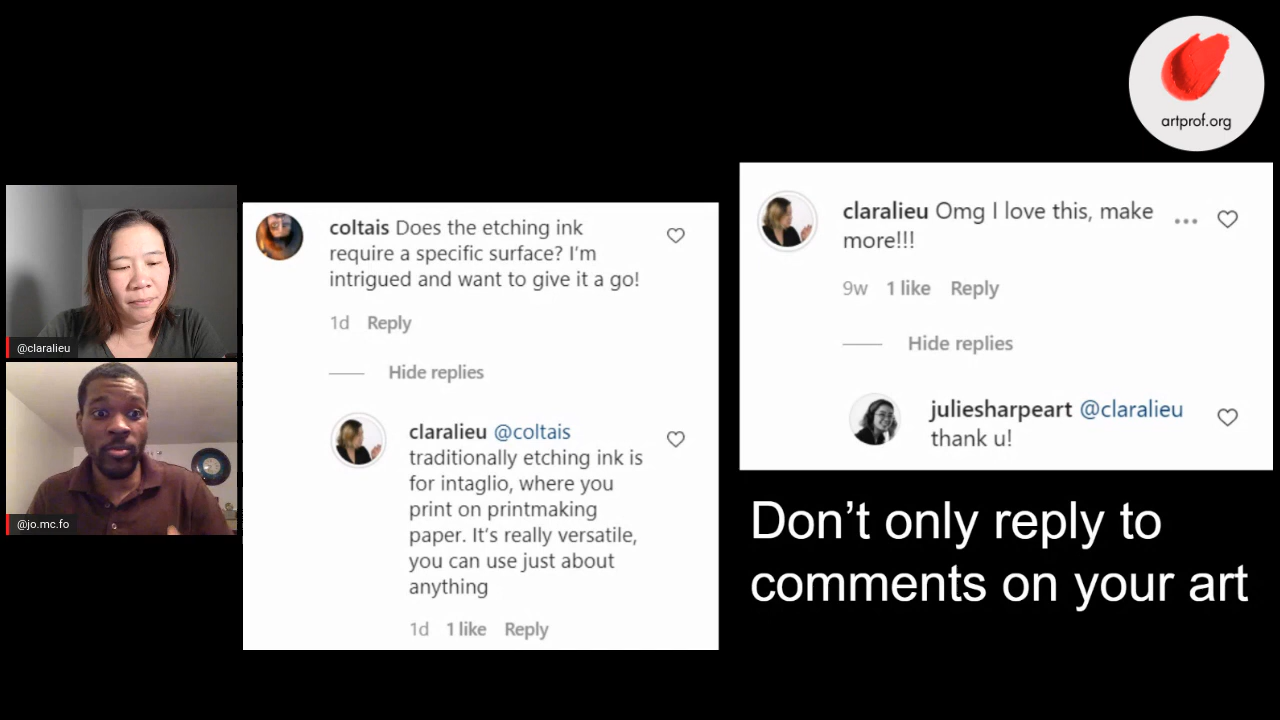 artprof.org
@claralieu
@jo.mc.fo
coltais Does the etching ink
require a specific surface? I'm
intrigued and want to give it a go!
1d Reply
Hide replies
claralieu @coltais
traditionally etching ink is
for intaglio, where you
print on printmaking
paper. It's really versatile,
you can use just about
anything
1d 1 like Reply
claralieu Omg I love this, make
more!!!
9w 1 like Reply
Hide replies
juliesharpeart @claralieu
thank u!
Don't only reply to
comments on your art